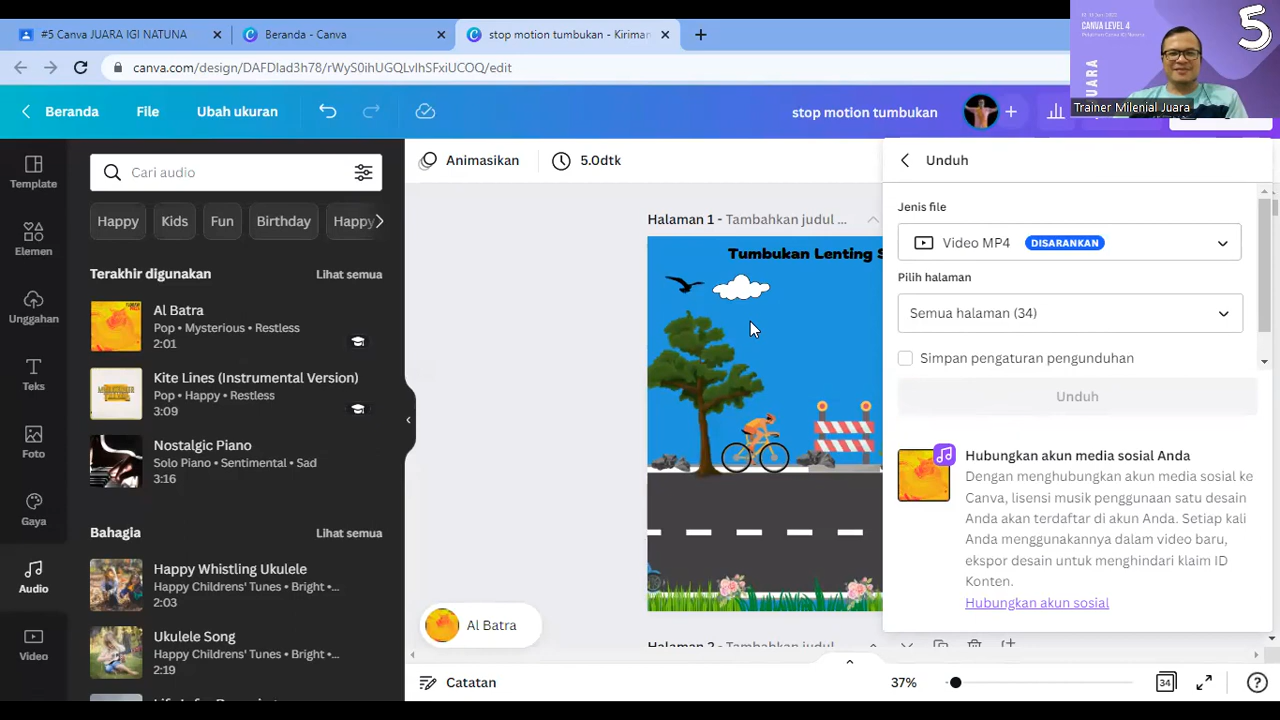 #5 Canva JUARA IGI NATUNA
Beranda - Canva
stop motion tumbukan - Kirimar
canva.com/design/DAFDlad3h78/rWyS0ihUGQLvlhSFxiUCOQ/edit
CANVA LEVEL 4
5
JUARA
Trainer Milenial Juara
Beranda
File
Ubah ukuran
stop motion tumbukan
Template
Elemen
Unggahan
Teks
Foto
Gaya
Audio
Video
Cari audio
Happy
Kids
Fun
Birthday
Happy
Terakhir digunakan
Lihat semua
Al Batra
Pop • Mysterious • Restless
2:01
Kite Lines (Instrumental Version)
Pop • Happy • Restless
3:09
Nostalgic Piano
Solo Piano • Sentimental • Sad
3:16
Bahagia
Lihat semua
Happy Whistling Ukulele
Happy Childrens' Tunes • Bright •...
2:03
Ukulele Song
Happy Childrens' Tunes • Bright •...
2:19
Animasikan
5.0dtk
Halaman 1 - Tambahkan judul ...
Tumbukan Lenting S
Al Batra
Halaman 2 - Tambahkan judul
Unduh
Jenis file
Video MP4
DISARANKAN
Pilih halaman
Semua halaman (34)
Simpan pengaturan pengunduhan
Unduh
Hubungkan akun media sosial Anda
Dengan menghubungkan akun media sosial ke
Canva, lisensi musik penggunaan satu desain
Anda akan terdaftar di akun Anda. Setiap kali
Anda menggunakannya dalam video baru,
ekspor desain untuk menghindari klaim ID
Konten.
Hubungkan akun sosial
Catatan
37%
34